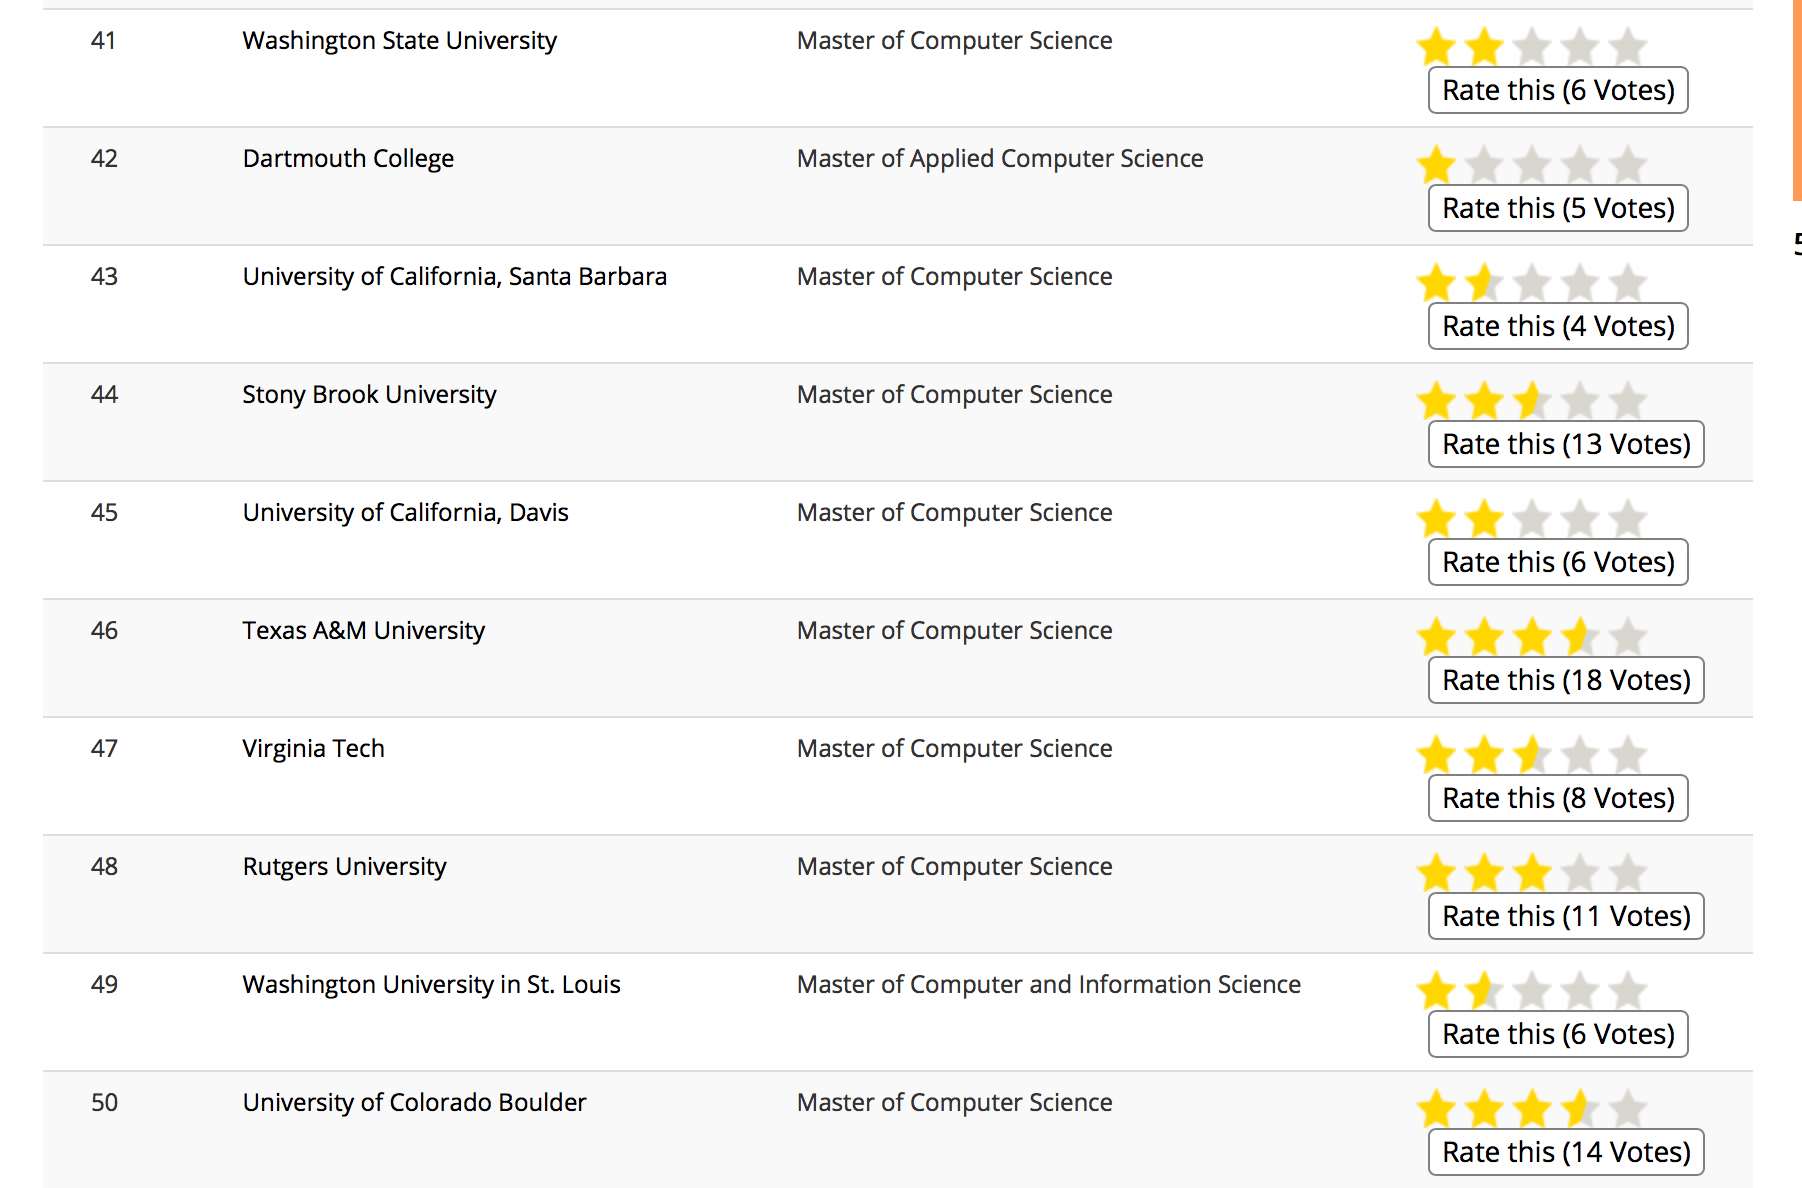 41 Washington State University Master of Computer Science
Rate this (6 Votes)
42 Dartmouth College Master of Applied Computer Science
Rate this (5 Votes)
5
43 University of California, Santa Barbara Master of Computer Science
Rate this (4 Votes)
44 Stony Brook University Master of Computer Science
Rate this (13 Votes)
45 University of California, Davis Master of Computer Science
Rate this (6 Votes)
46 Texas A&M University Master of Computer Science
Rate this (18 Votes)
47 Virginia Tech Master of Computer Science
Rate this (8 Votes)
48 Rutgers University Master of Computer Science
Rate this (11 Votes)
49 Washington University in St. Louis Master of Computer and Information Science
Rate this (6 Votes)
50 University of Colorado Boulder Master of Computer Science
Rate this (14 Votes)